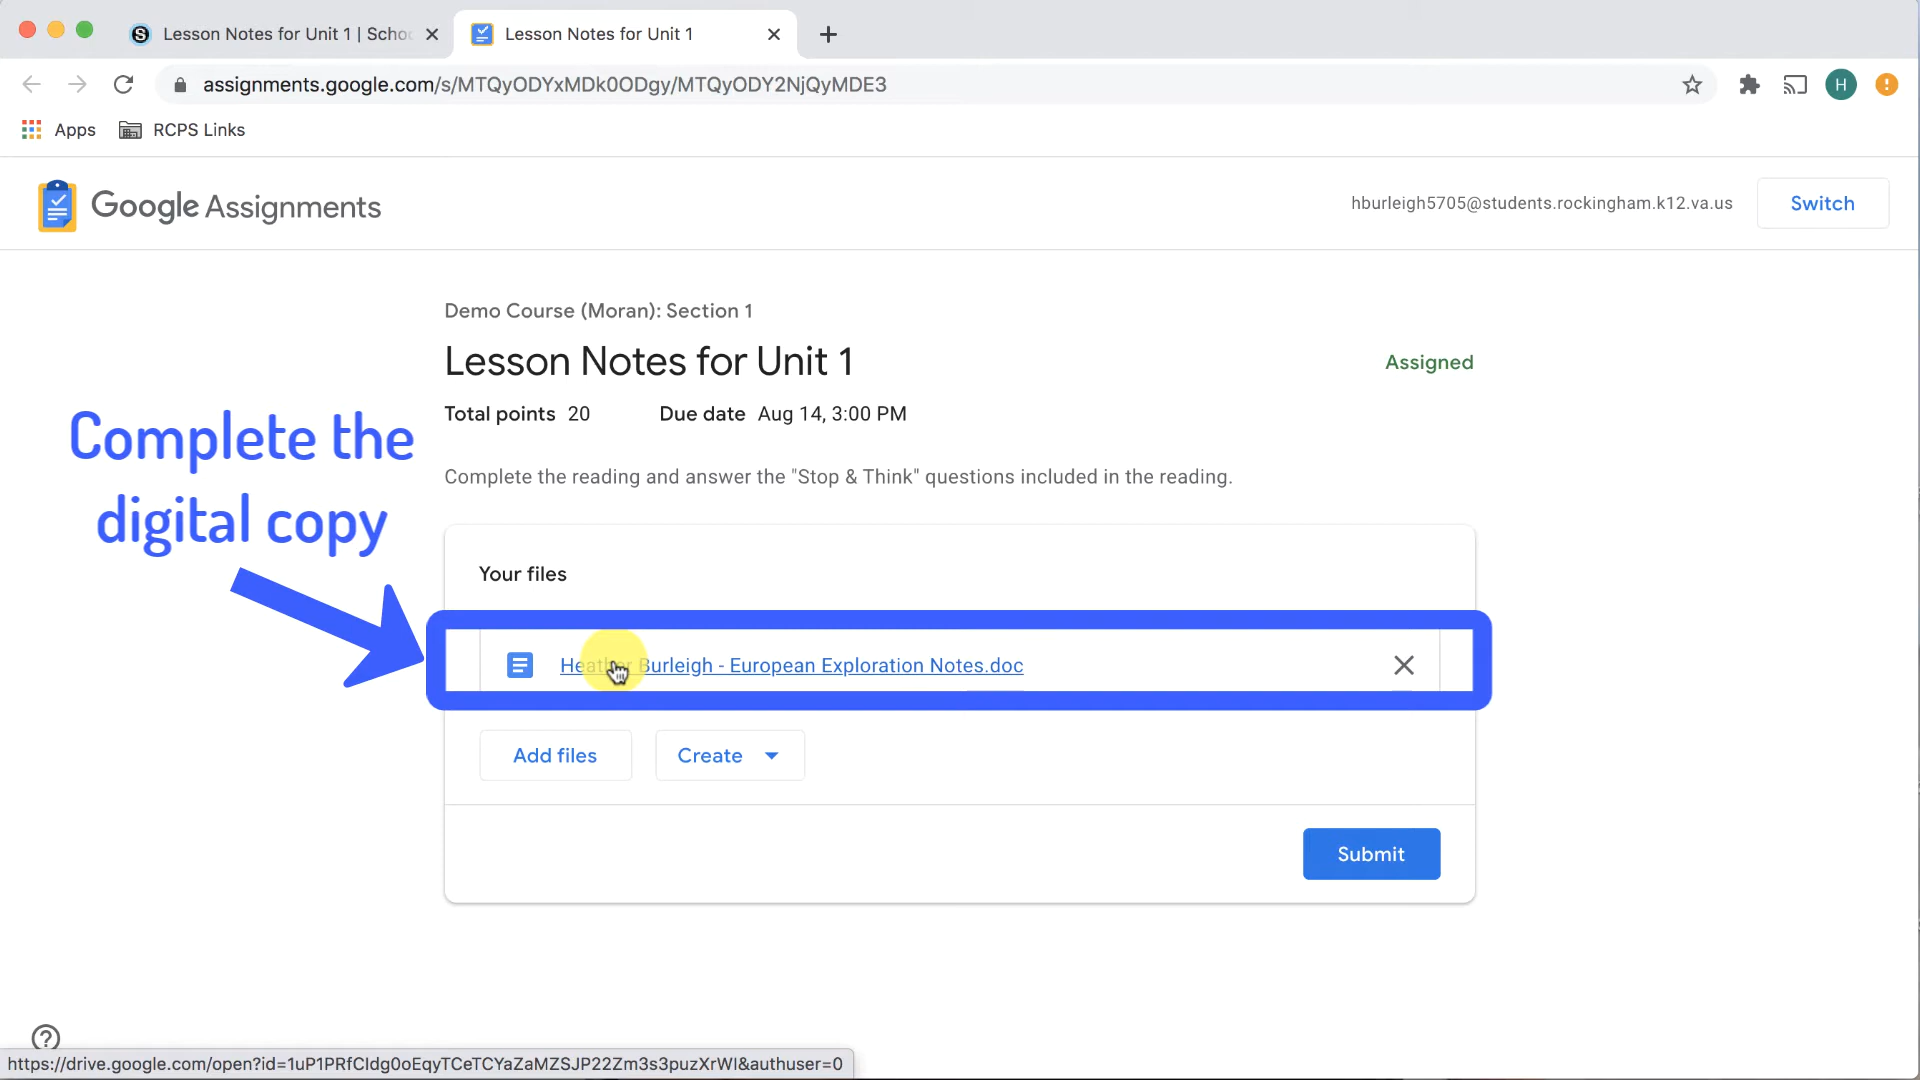 Lesson Notes for Unit 1 | Schoo
Lesson Notes for Unit 1
assignments.google.com/s/MTQyODYxMDk0ODgy/MTQyODY2NjQyMDE3
H
Apps
RCPS Links
Google Assignments
hburleigh5705@students.rockingham.k12.va.us
Switch
Demo Course (Moran): Section 1
Lesson Notes for Unit 1
Assigned
Total points 20
Due date Aug 14, 3:00 PM
Complete the reading and answer the "Stop & Think" questions included in the reading.
Complete the
digital copy
Your files
Heather Burleigh - European Exploration Notes.doc
Add files
Create
Submit
https://drive.google.com/open?id=1uP1PRfCIdg0oEqyTCeTCYaZaMZSJP22Zm3s3puzXrWI&authuser=0